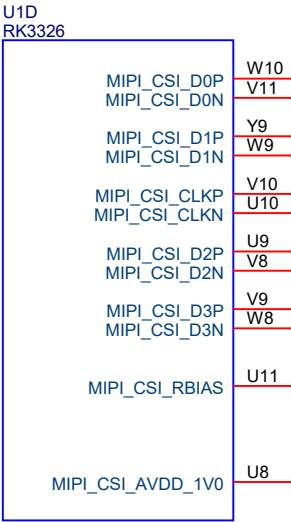 U1D
RK3326
MIPI_CSI_D0P W10
MIPI_CSI_D0N V11
MIPI_CSI_D1P Y9
MIPI_CSI_D1N W9
MIPI_CSI_CLKP V10
MIPI_CSI_CLKN U10
MIPI_CSI_D2P U9
MIPI_CSI_D2N V8
MIPI_CSI_D3P V9
MIPI_CSI_D3N W8
MIPI_CSI_RBIAS U11
MIPI_CSI_AVDD_1V0 U8